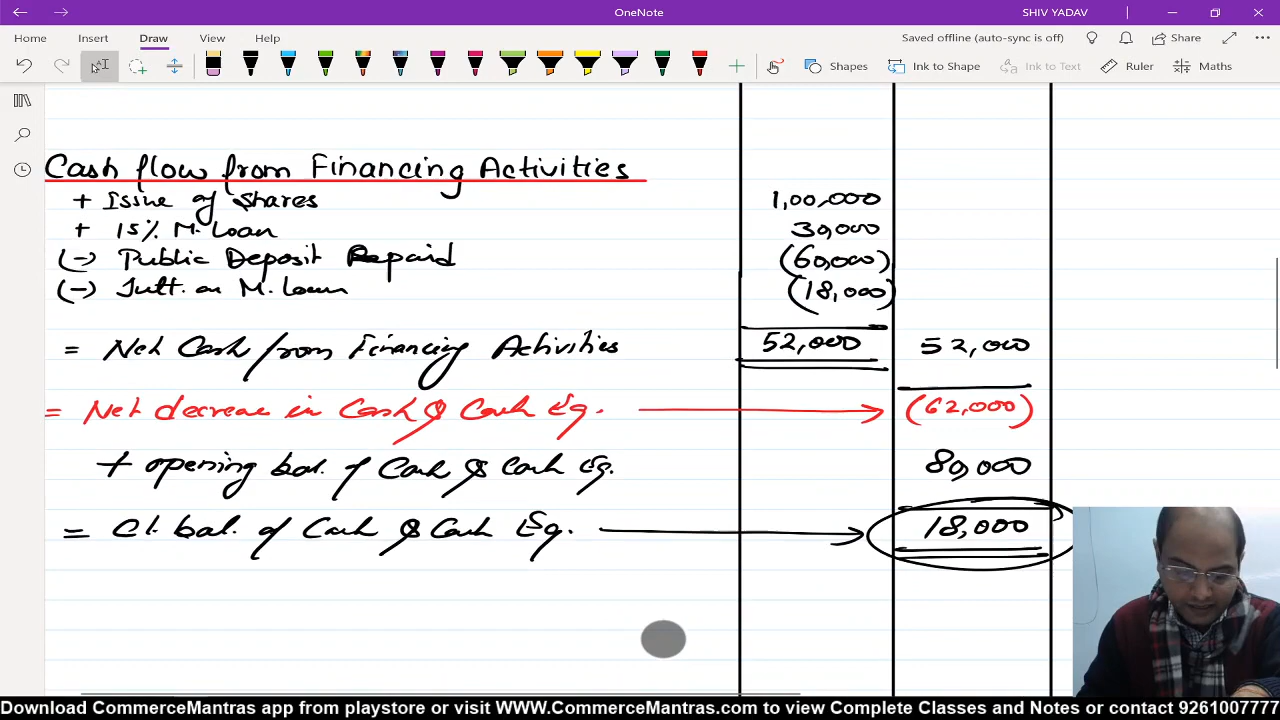 OneNote
SHIV YADAV
Home Insert Draw View Help
Saved offline (auto-sync is off) Share
Shapes Ink to Shape Ink to Text Ruler Maths
Cash flow from Financing Activities
+ Issue of Shares 1,00,000
+ 15% M. Loan 30,000
(-) Public Deposit Repaid (60,000)
(-) Intt. on M. Loan (18,000)
= Net Cash from Financing Activities 52,000 52,000
= Net decrease in Cash & Cash Eq. (62,000)
+ opening bal. of Cash & Cash Eq. 80,000
= Cl. bal. of Cash & Cash Eq. 18,000
Download CommerceMantras app from playstore or visit WWW.CommerceMantras.com to view Complete Classes and Notes or contact 9261007777